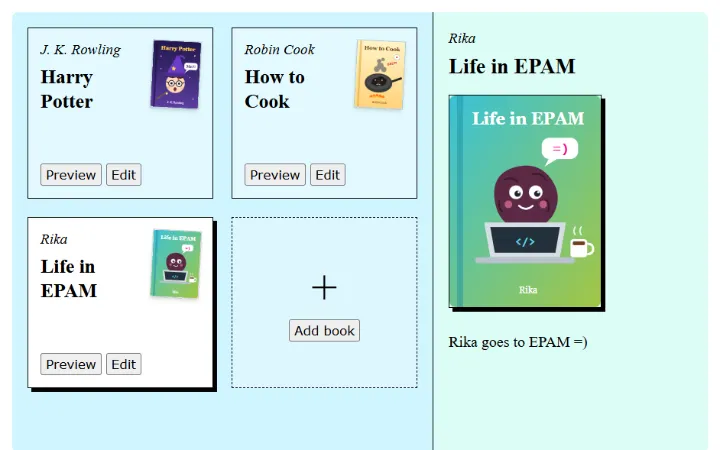 J. K. Rowling
Harry
Potter
Harry Potter
Preview Edit
Robin Cook
How to
Cook
How to Cook
Preview Edit
Rika
Life in
EPAM
Life in EPAM
=)
Rika
Preview Edit
Add book
Rika
Life in EPAM
Life in EPAM
=)
</>
Rika
Rika goes to EPAM =)